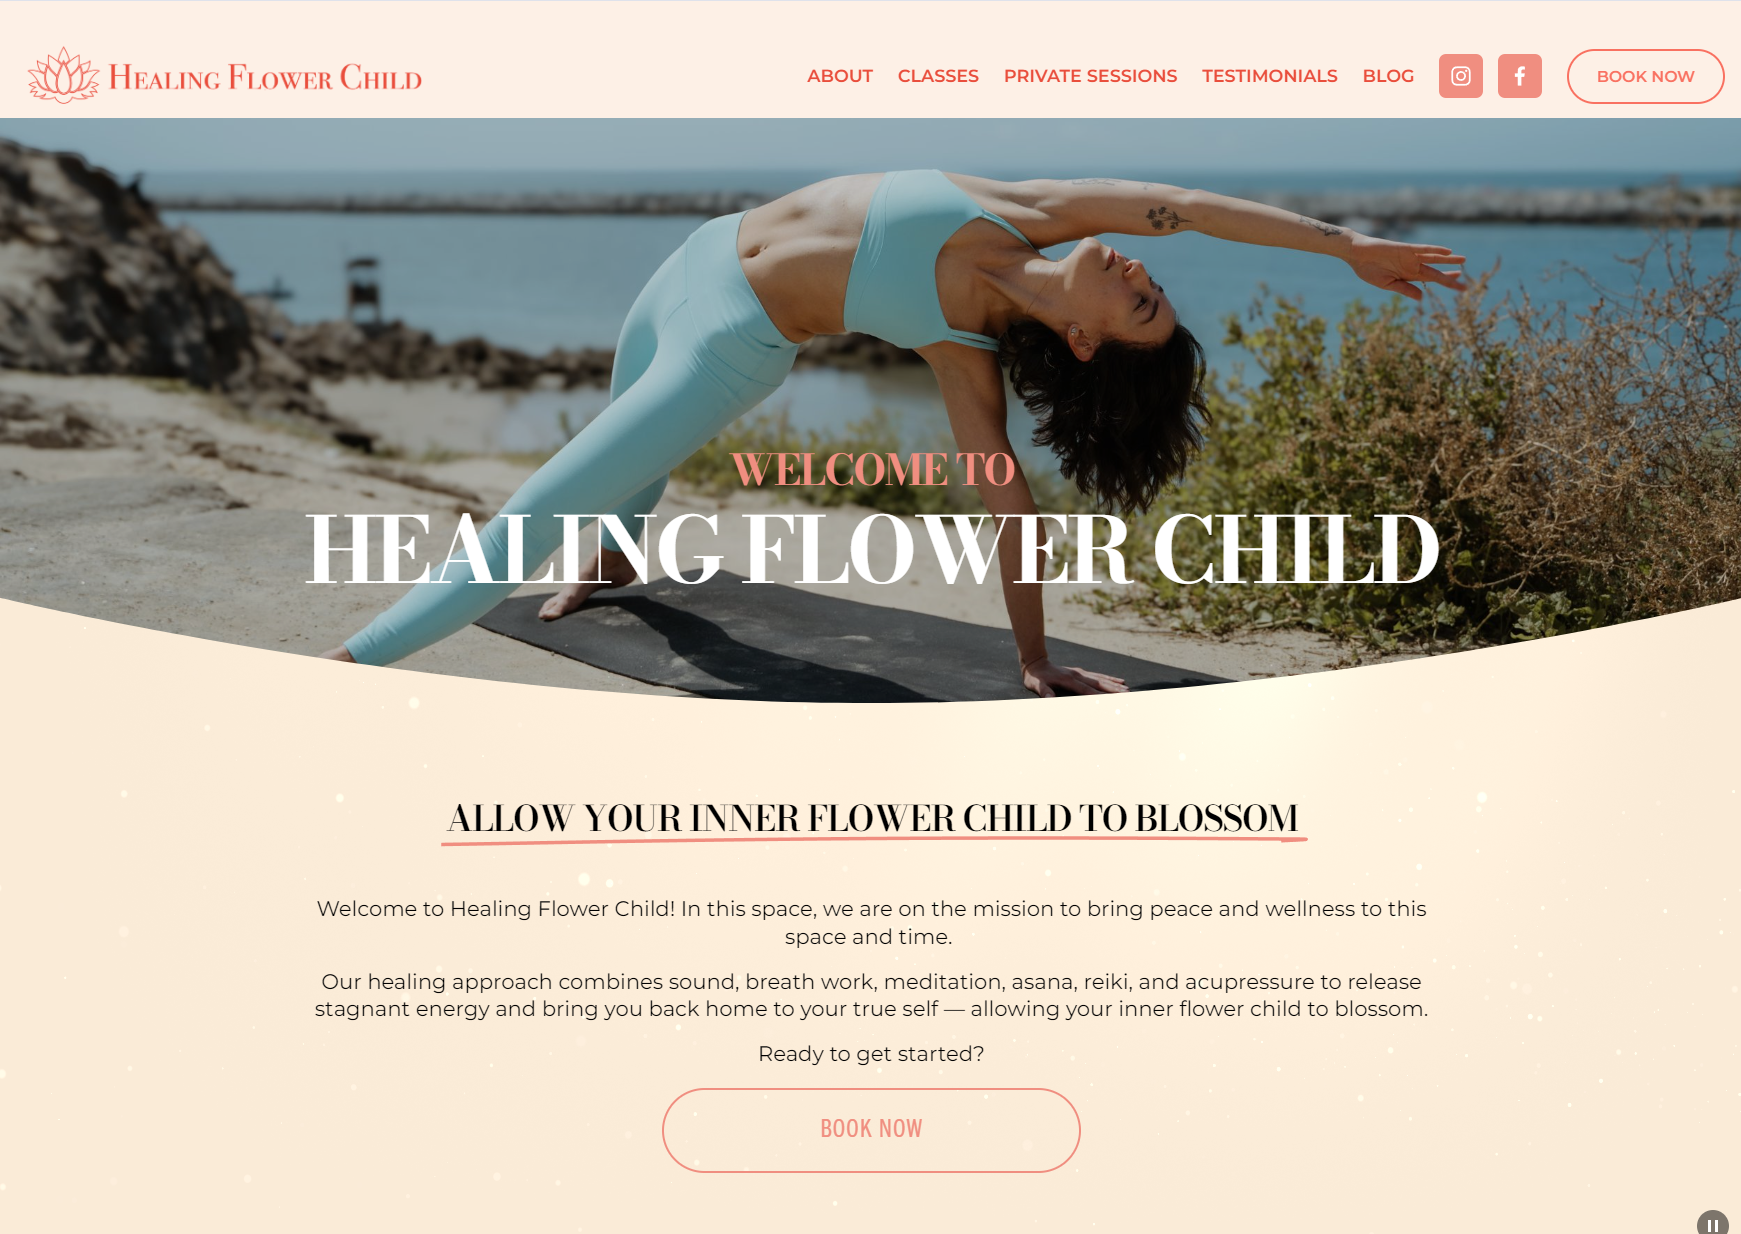 HEALING FLOWER CHILD
ABOUT CLASSES PRIVATE SESSIONS TESTIMONIALS BLOG BOOK NOW
WELCOME TO
HEALING FLOWER CHILD
ALLOW YOUR INNER FLOWER CHILD TO BLOSSOM
Welcome to Healing Flower Child! In this space, we are on the mission to bring peace and wellness to this
space and time.
Our healing approach combines sound, breath work, meditation, asana, reiki, and acupressure to release
stagnant energy and bring you back home to your true self — allowing your inner flower child to blossom.
Ready to get started?
BOOK NOW